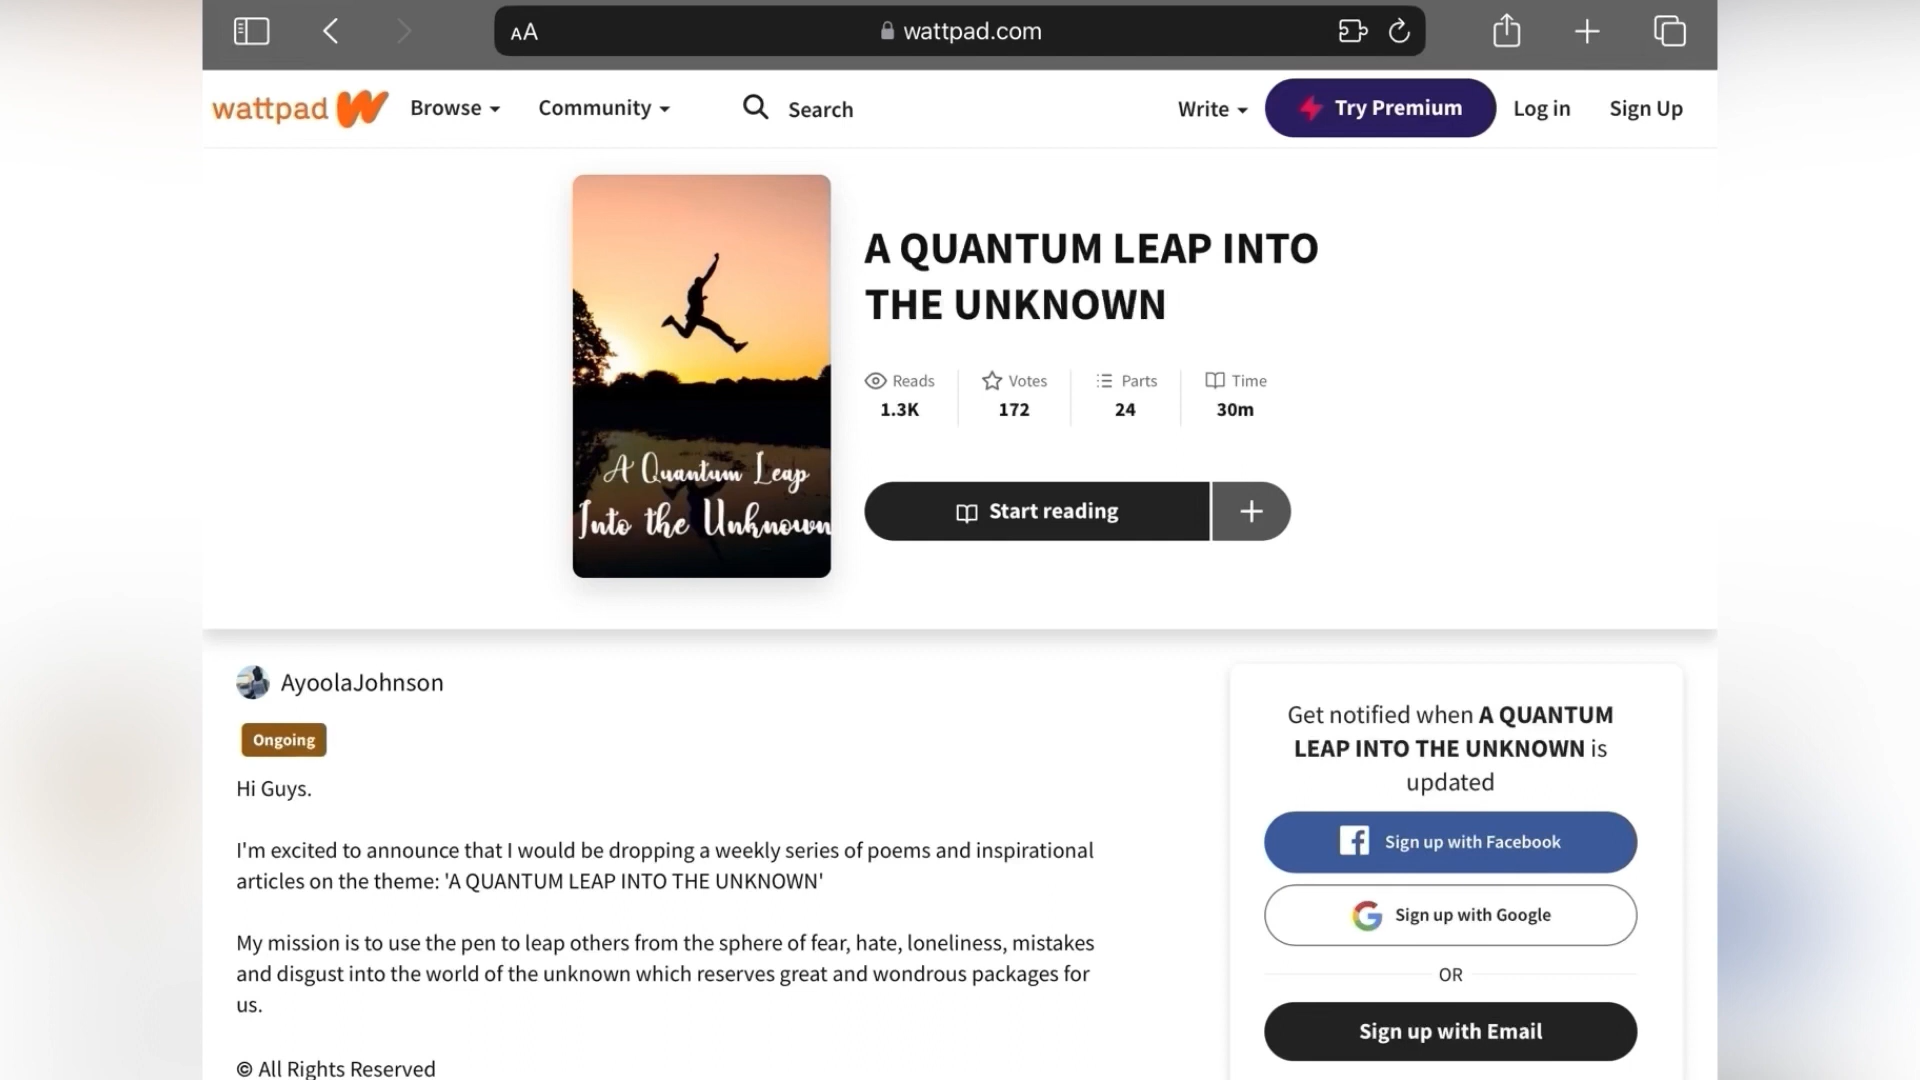 AA
wattpad.com
wattpad
Browse
Community
Search
Write
Try Premium
Log in
Sign Up
A QUANTUM LEAP INTO
THE UNKNOWN
Reads
Votes
Parts
Time
1.3K
172
24
30m
Start reading
A Quantum Leap
Into the Unknown
AyoolaJohnson
Ongoing
Hi Guys.
I'm excited to announce that I would be dropping a weekly series of poems and inspirational
articles on the theme: 'A QUANTUM LEAP INTO THE UNKNOWN'
My mission is to use the pen to leap others from the sphere of fear, hate, loneliness, mistakes
and disgust into the world of the unknown which reserves great and wondrous packages for
us.
© All Rights Reserved
Get notified when A QUANTUM
LEAP INTO THE UNKNOWN is
updated
Sign up with Facebook
Sign up with Google
OR
Sign up with Email